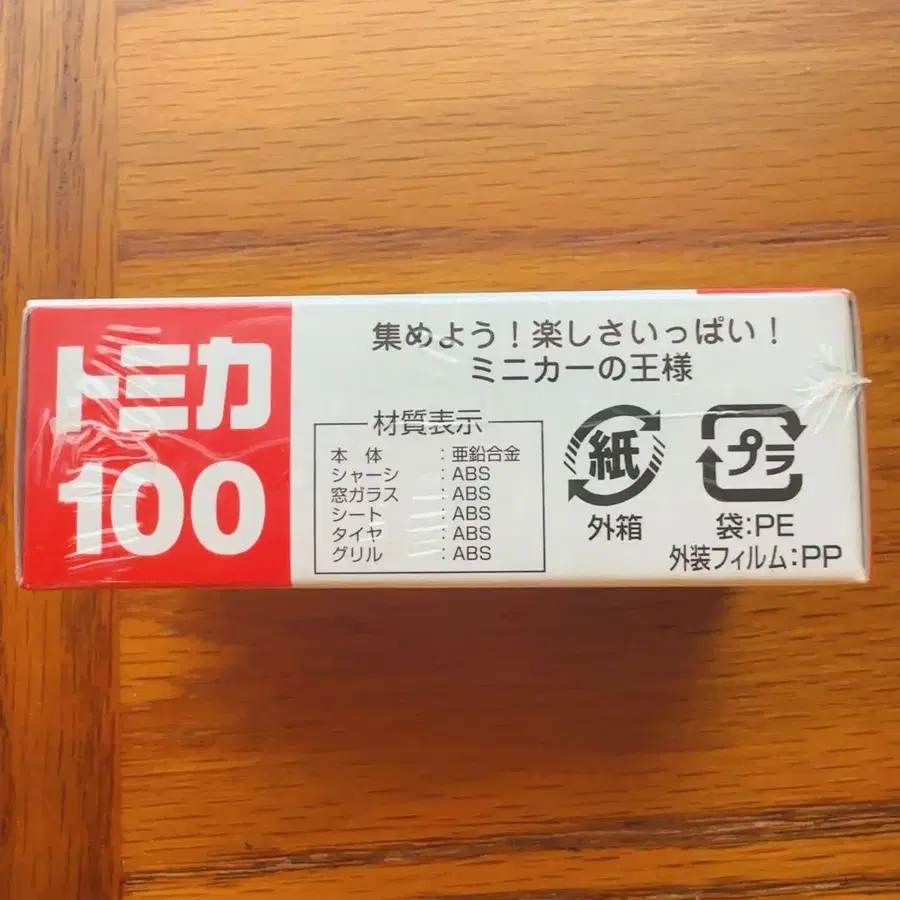 トミカ
100
集めよう！楽しさいっぱい！
ミニカーの王様
材質表示
本体 : 亜鉛合金
シャーシ : ABS
窓ガラス : ABS
シート : ABS
タイヤ : ABS
グリル : ABS
紙
外箱
プラ
袋:PE
外装フィルム:PP